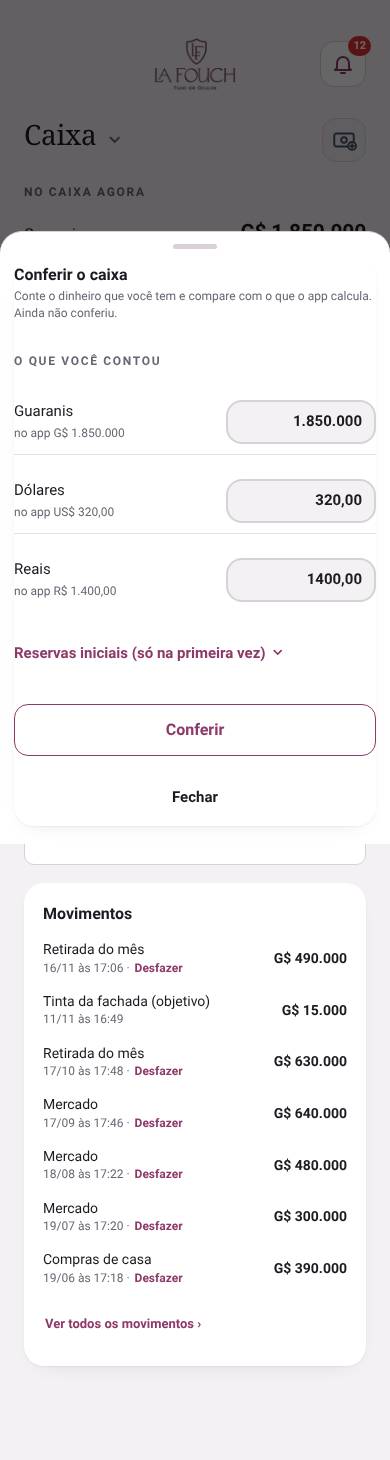 12
LF
LA FOUCH
Caixa
NO CAIXA AGORA
G$ 1.850.000
Conferir o caixa
Conte o dinheiro que você tem e compare com o que o app calcula.
Ainda não conferiu.
O QUE VOCÊ CONTOU
Guaranis
no app G$ 1.850.000
1.850.000
Dólares
no app US$ 320,00
320,00
Reais
no app R$ 1.400,00
1400,00
Reservas iniciais (só na primeira vez)
Conferir
Fechar
Movimentos
Retirada do mês
16/11 às 17:06 · Desfazer
G$ 490.000
Tinta da fachada (objetivo)
11/11 às 16:49
G$ 15.000
Retirada do mês
17/10 às 17:48 · Desfazer
G$ 630.000
Mercado
17/09 às 17:46 · Desfazer
G$ 640.000
Mercado
18/08 às 17:22 · Desfazer
G$ 480.000
Mercado
19/07 às 17:20 · Desfazer
G$ 300.000
Compras de casa
19/06 às 17:18 · Desfazer
G$ 390.000
Ver todos os movimentos ›